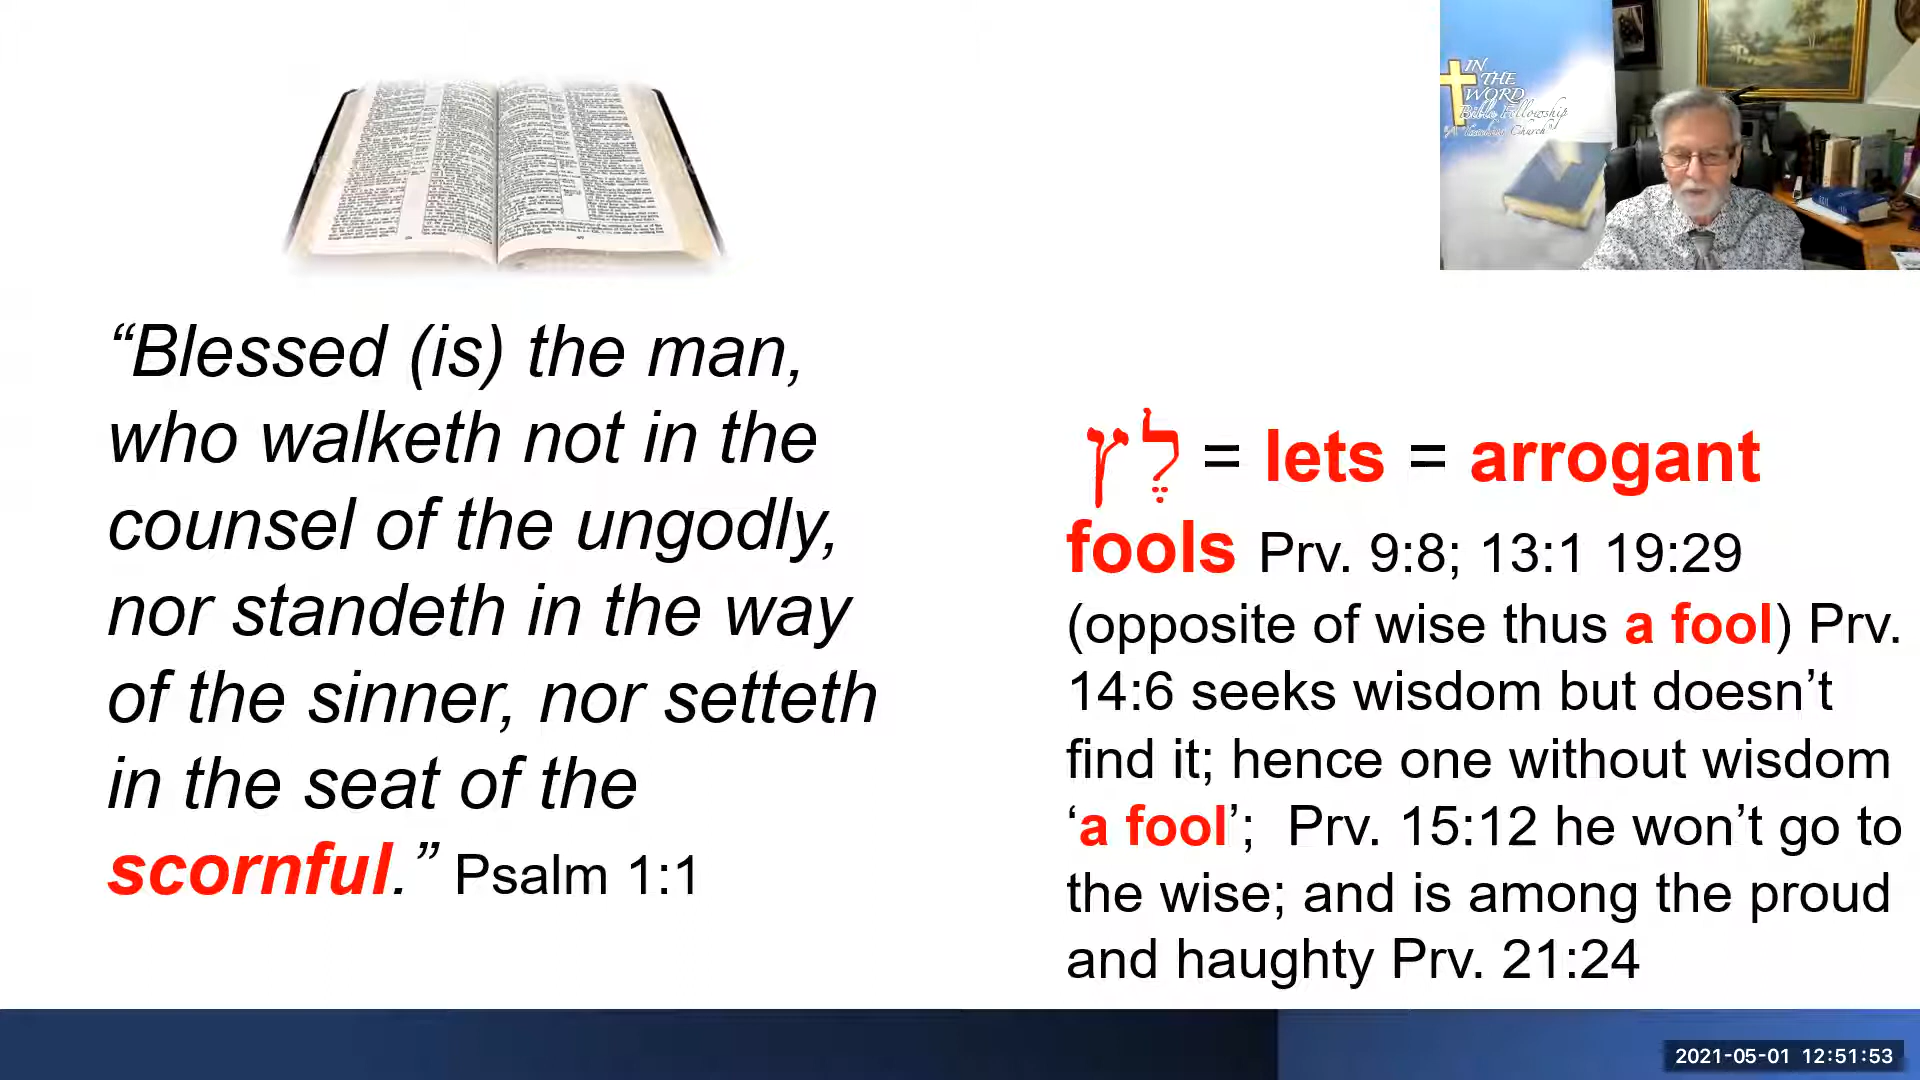 “Blessed (is) the man,
who walketh not in the
counsel of the ungodly,
nor standeth in the way
of the sinner, nor setteth
in the seat of the
scornful.” Psalm 1:1
לֶץ = lets = arrogant
fools Prv. 9:8; 13:1 19:29
(opposite of wise thus a fool) Prv.
14:6 seeks wisdom but doesn’t
find it; hence one without wisdom
‘a fool’;  Prv. 15:12 he won’t go to
the wise; and is among the proud
and haughty Prv. 21:24
IN
THE
WORD
Bible Fellowship
Church
2021-05-01 12:51:53